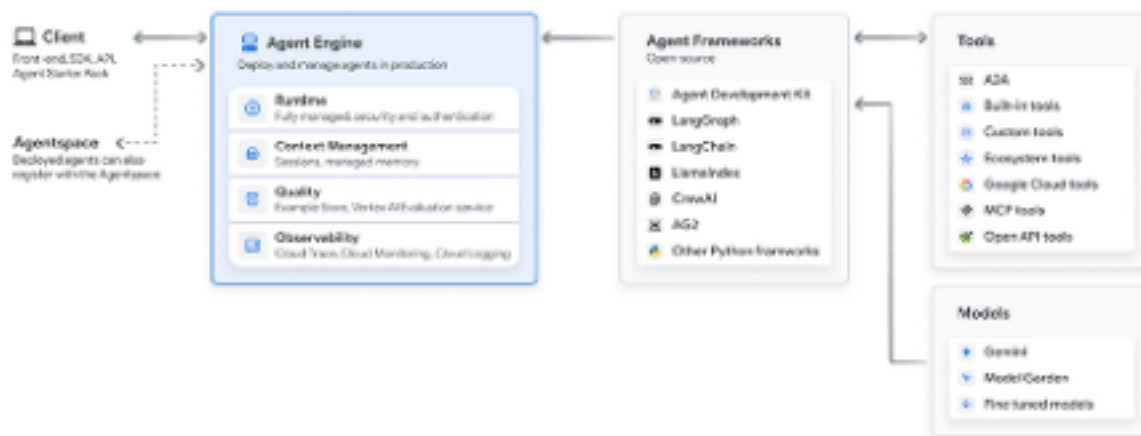 Client
Front-end, SDK, API,
Agent Starter Pack
Agentspace
Deployed agents can also
register with the Agentspace
Agent Engine
Deploy and manage agents in production
Runtime
Fully managed, security and authentication
Context Management
Sessions, managed memory
Quality
Example Store, Vertex AI Evaluation service
Observability
Cloud Trace, Cloud Monitoring, Cloud Logging
Agent Frameworks
Open source
Agent Development Kit
LangGraph
LangChain
LlamaIndex
CrewAI
AG2
Other Python frameworks
Tools
A2A
Built-in tools
Custom tools
Ecosystem tools
Google Cloud tools
MCP tools
Open API tools
Models
Gemini
Model Garden
Fine tuned models